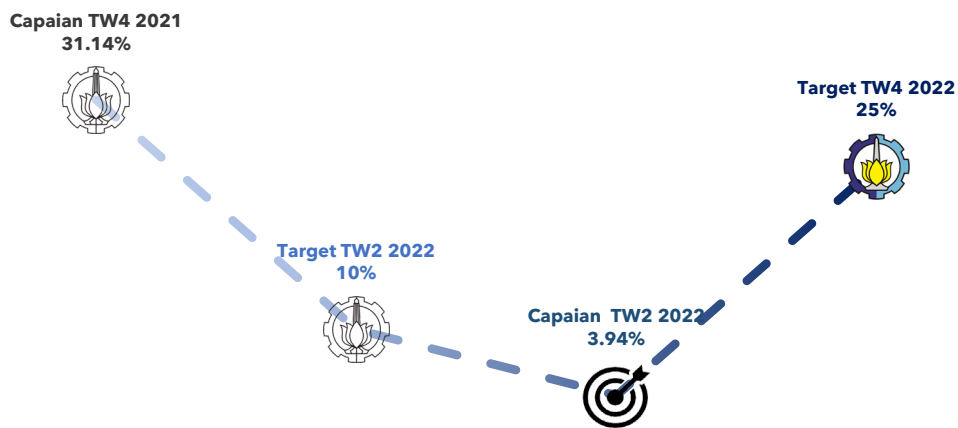 Capaian TW4 2021
31.14%
Target TW4 2022
25%
Target TW2 2022
10%
Capaian  TW2 2022
3.94%